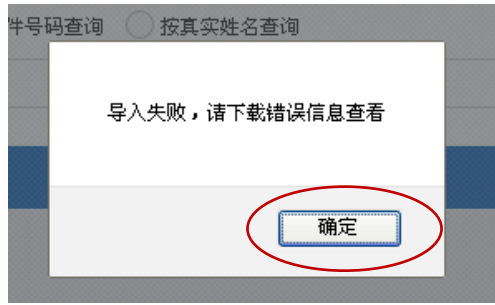 件号码查询 按真实姓名查询
导入失败，请下载错误信息查看
确定